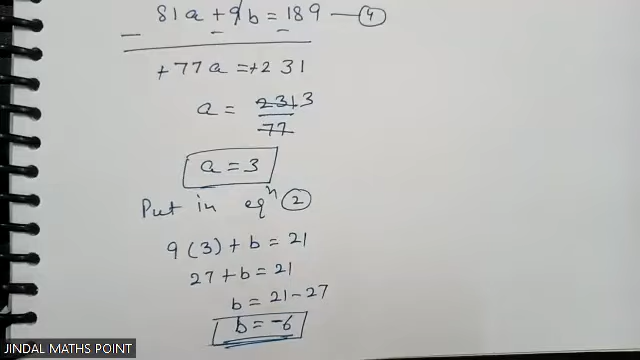 81a + 9b = 189 — 4
— — —
+77a = +231
a = 231 3
77
a = 3
Put in eqⁿ 2
9(3) + b = 21
27 + b = 21
b = 21 - 27
b = -6
JINDAL MATHS POINT